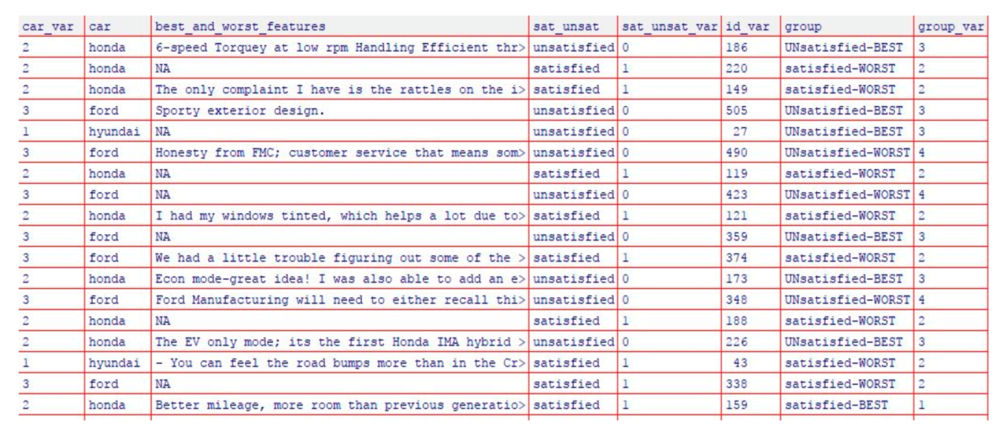 car_var car best_and_worst_features sat_unsat sat_unsat_var id_var group group_var
2 honda 6-speed Torquey at low rpm Handling Efficient thr> unsatisfied 0 186 UNsatisfied-BEST 3
2 honda NA satisfied 1 220 satisfied-WORST 2
2 honda The only complaint I have is the rattles on the i> satisfied 1 149 satisfied-WORST 2
3 ford Sporty exterior design. unsatisfied 0 505 UNsatisfied-BEST 3
1 hyundai NA unsatisfied 0 27 UNsatisfied-BEST 3
3 ford Honesty from FMC; customer service that means som> unsatisfied 0 490 UNsatisfied-WORST 4
2 honda NA satisfied 1 119 satisfied-WORST 2
3 ford NA unsatisfied 0 423 UNsatisfied-WORST 4
2 honda I had my windows tinted, which helps a lot due to> satisfied 1 121 satisfied-WORST 2
3 ford NA unsatisfied 0 359 UNsatisfied-BEST 3
3 ford We had a little trouble figuring out some of the > satisfied 1 374 satisfied-WORST 2
2 honda Econ mode-great idea! I was also able to add an e> unsatisfied 0 173 UNsatisfied-BEST 3
3 ford Ford Manufacturing will need to either recall thi> unsatisfied 0 348 UNsatisfied-WORST 4
2 honda NA satisfied 1 188 satisfied-WORST 2
2 honda The EV only mode; its the first Honda IMA hybrid > unsatisfied 0 226 UNsatisfied-BEST 3
1 hyundai - You can feel the road bumps more than in the Cr> satisfied 1 43 satisfied-WORST 2
3 ford NA satisfied 1 338 satisfied-WORST 2
2 honda Better mileage, more room than previous generatio> satisfied 1 159 satisfied-BEST 1